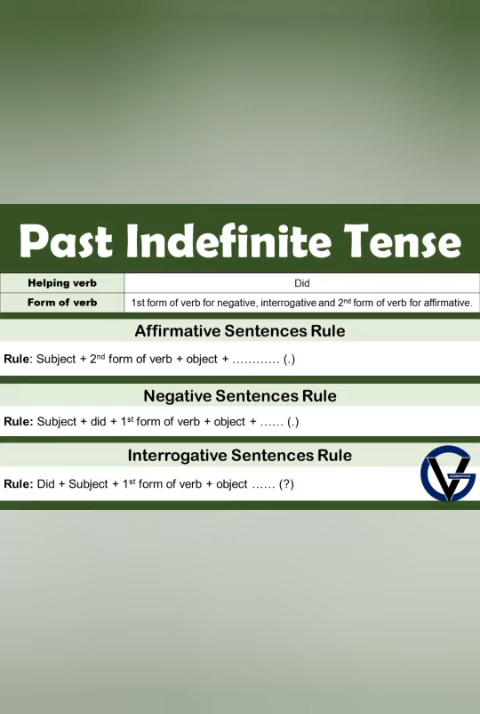 Past Indefinite Tense
Helping verb Did
Form of verb 1st form of verb for negative, interrogative and 2nd form of verb for affirmative.
Affirmative Sentences Rule
Rule: Subject + 2nd form of verb + object + ………… (.)
Negative Sentences Rule
Rule: Subject + did + 1st form of verb + object + …… (.)
Interrogative Sentences Rule
Rule: Did + Subject + 1st form of verb + object …… (?)
VG